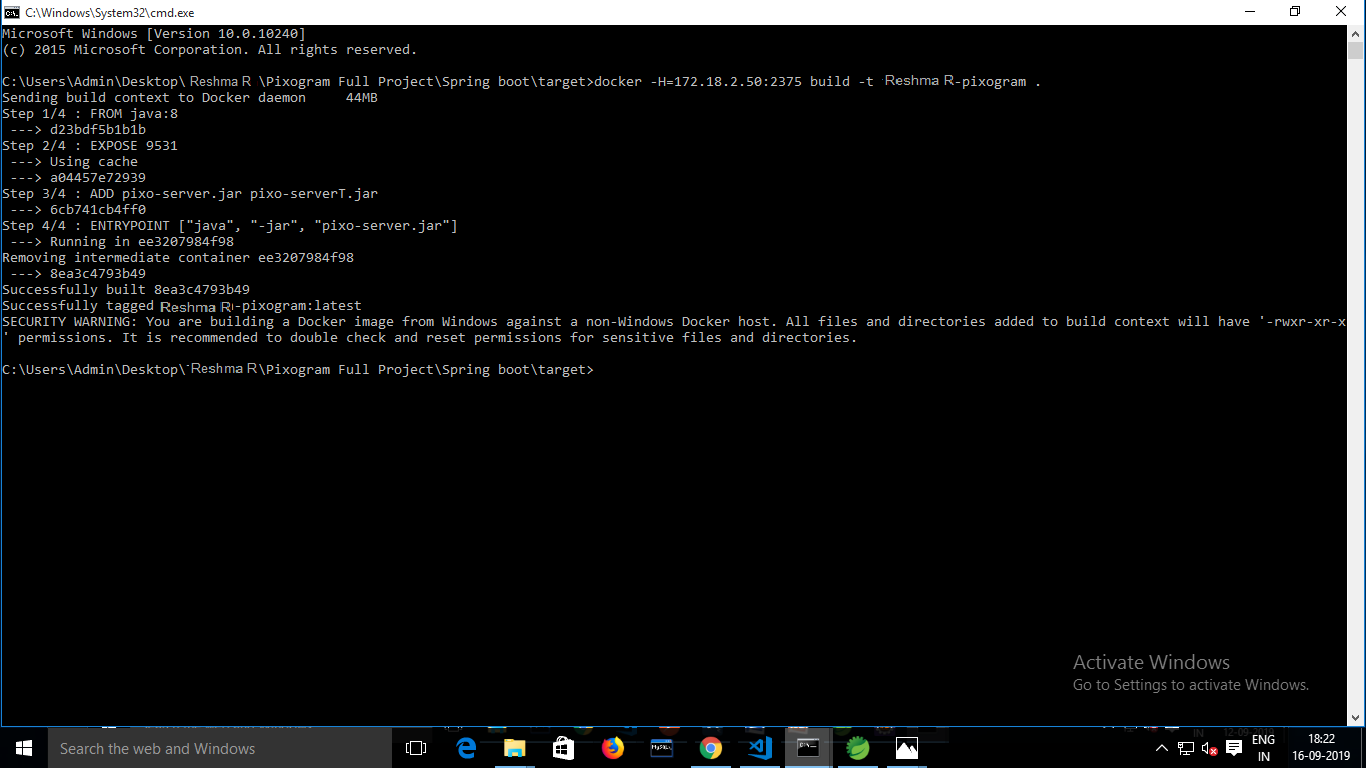 C:\Windows\System32\cmd.exe
Microsoft Windows [Version 10.0.10240]
(c) 2015 Microsoft Corporation. All rights reserved.
C:\Users\Admin\Desktop\ Reshma R \Pixogram Full Project\Spring boot\target>docker -H=172.18.2.50:2375 build -t Reshma R-pixogram .
Sending build context to Docker daemon     44MB
Step 1/4 : FROM java:8
 ---> d23bdf5b1b1b
Step 2/4 : EXPOSE 9531
 ---> Using cache
 ---> a04457e72939
Step 3/4 : ADD pixo-server.jar pixo-serverT.jar
 ---> 6cb741cb4ff0
Step 4/4 : ENTRYPOINT ["java", "-jar", "pixo-server.jar"]
 ---> Running in ee3207984f98
Removing intermediate container ee3207984f98
 ---> 8ea3c4793b49
Successfully built 8ea3c4793b49
Successfully tagged Reshma R-pixogram:latest
SECURITY WARNING: You are building a Docker image from Windows against a non-Windows Docker host. All files and directories added to build context will have '-rwxr-xr-x
' permissions. It is recommended to double check and reset permissions for sensitive files and directories.
C:\Users\Admin\Desktop\Reshma R\Pixogram Full Project\Spring boot\target>
Activate Windows
Go to Settings to activate Windows.
Search the web and Windows
MySQL
ENG
IN
18:22
16-09-2019